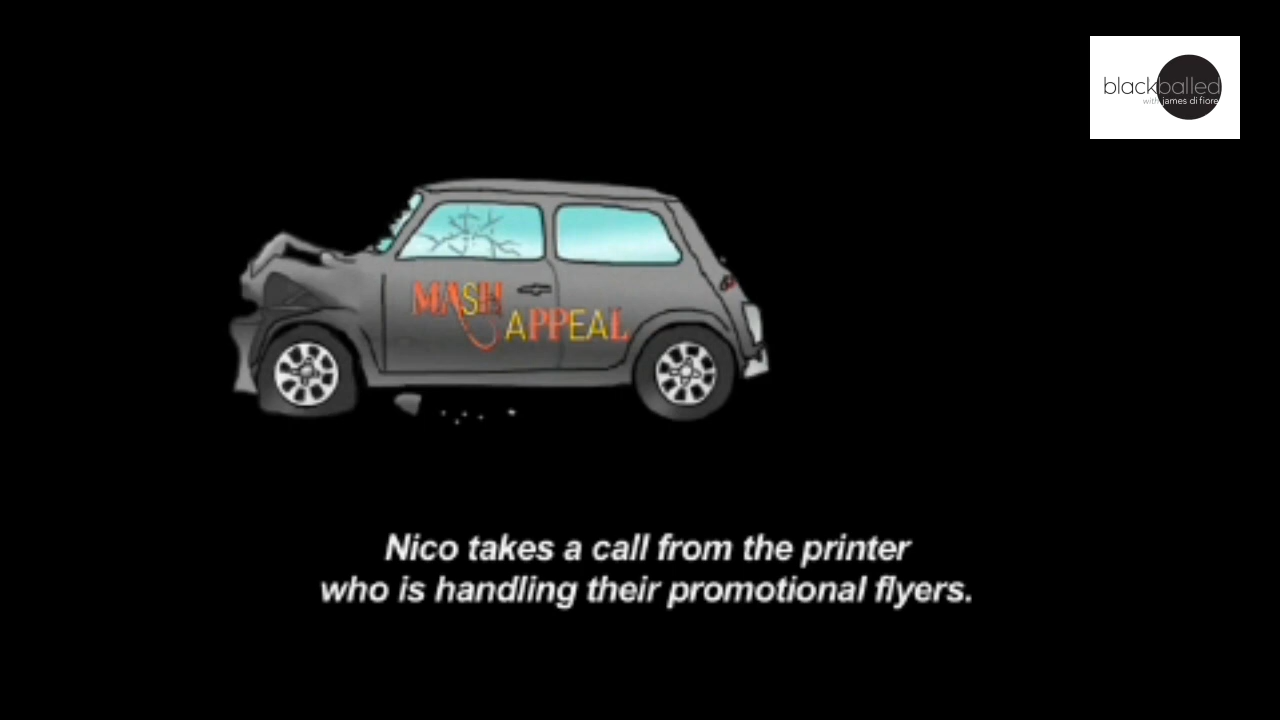 blackballed
with james di fiore
MASH
APPEAL
Nico takes a call from the printer
who is handling their promotional flyers.